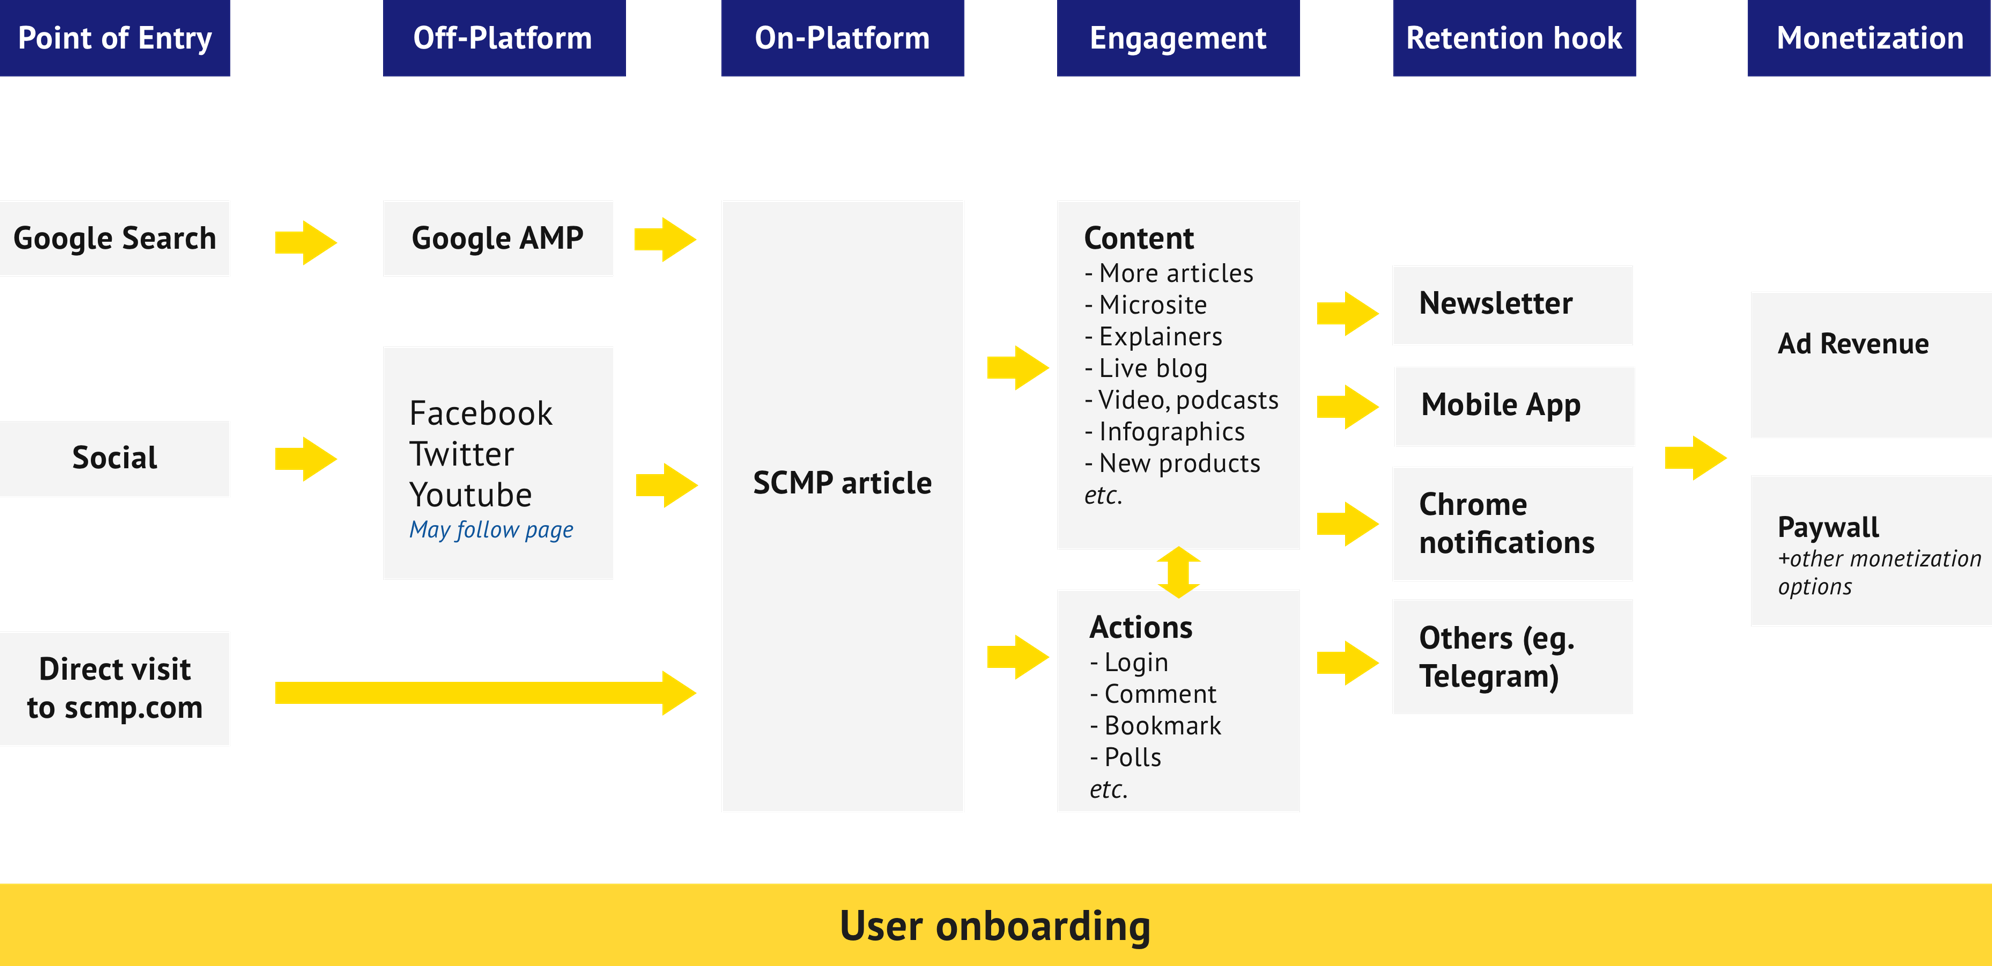 Point of Entry
Off-Platform
On-Platform
Engagement
Retention hook
Monetization
Google Search
Social
Direct visit
to scmp.com
Google AMP
Facebook
Twitter
Youtube
May follow page
SCMP article
Content
- More articles
- Microsite
- Explainers
- Live blog
- Video, podcasts
- Infographics
- New products
etc.
Actions
- Login
- Comment
- Bookmark
- Polls
etc.
Newsletter
Mobile App
Chrome
notifications
Others (eg.
Telegram)
Ad Revenue
Paywall
+other monetization
options
User onboarding